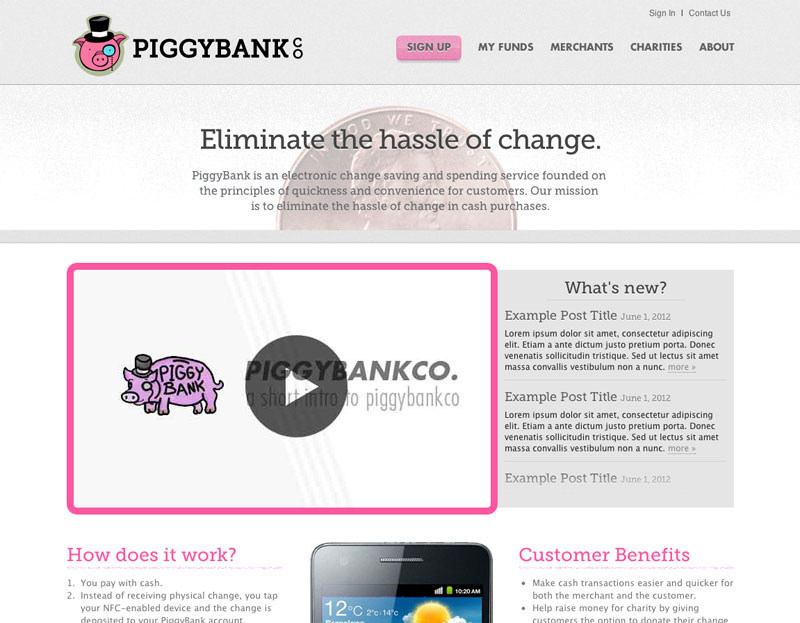 Sign In | Contact Us
PIGGYBANK CO
SIGN UP MY FUNDS MERCHANTS CHARITIES ABOUT
Eliminate the hassle of change.
PiggyBank is an electronic change saving and spending service founded on
the principles of quickness and convenience for customers. Our mission
is to eliminate the hassle of change in cash purchases.
PIGGY
BANK
PIGGYBANKCO.
a short intro to piggybankco
What's new?
Example Post Title June 1, 2012
Lorem ipsum dolor sit amet, consectetur adipiscing
elit. Etiam a ante dictum justo pretium porta. Donec
venenatis sollicitudin tristique. Sed ut lectus sit amet
massa convallis vestibulum non a nunc. more »
Example Post Title June 1, 2012
Lorem ipsum dolor sit amet, consectetur adipiscing
elit. Etiam a ante dictum justo pretium porta. Donec
venenatis sollicitudin tristique. Sed ut lectus sit amet
massa convallis vestibulum non a nunc. more »
Example Post Title June 1, 2012
How does it work?
1. You pay with cash.
2. Instead of receiving physical change, you tap
your NFC-enabled device and the change is
deposited to your PiggyBank account.
10:20 AM
12°C 2°C/14°C
Barcelona
Customer Benefits
• Make cash transactions easier and quicker for
both the merchant and the customer.
• Help raise money for charity by giving
customers the option to donate their change